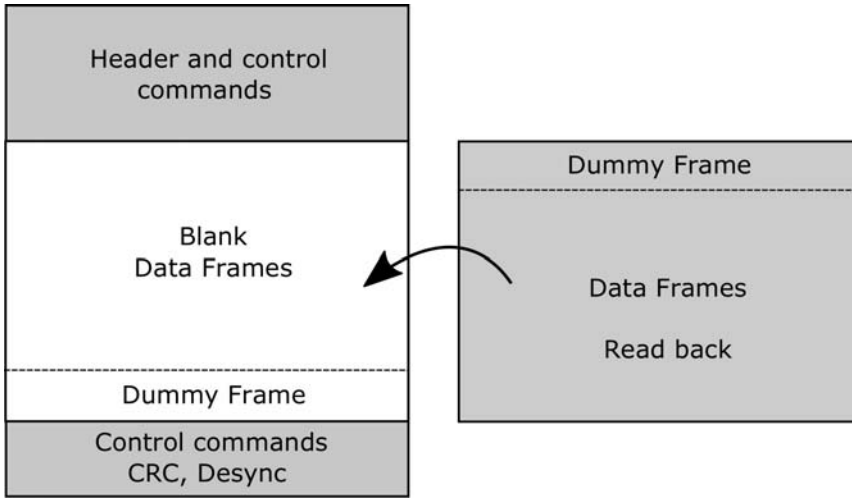 Header and control
commands
Blank
Data Frames
Dummy Frame
Control commands
CRC, Desync
Dummy Frame
Data Frames
Read back